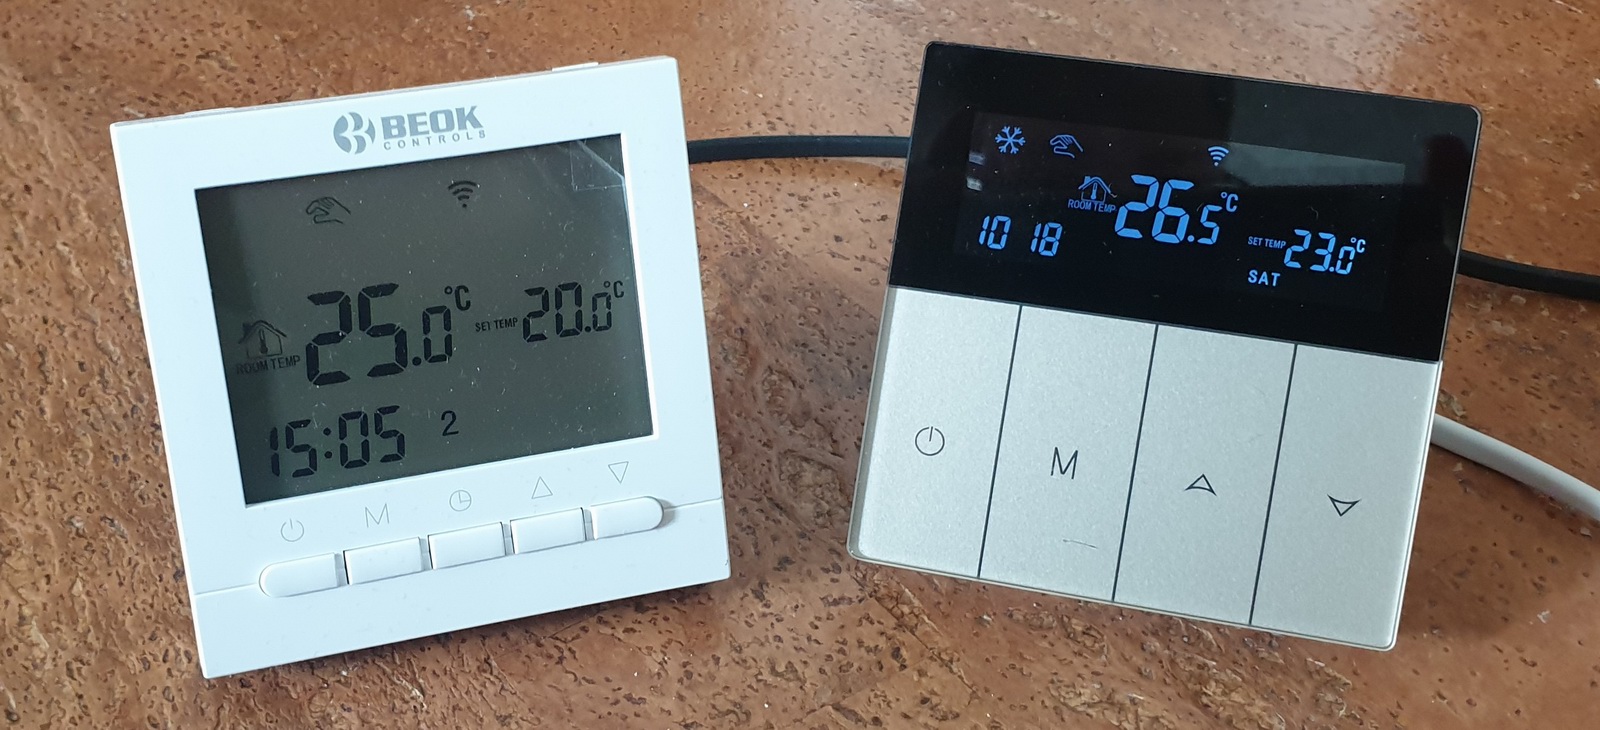 BEOK
CONTROLS
25.0°C
SET TEMP 20.0°C
ROOM TEMP
15:05 2
M
26.5°C
ROOM TEMP
10 18
SET TEMP 23.0°C
SAT
M